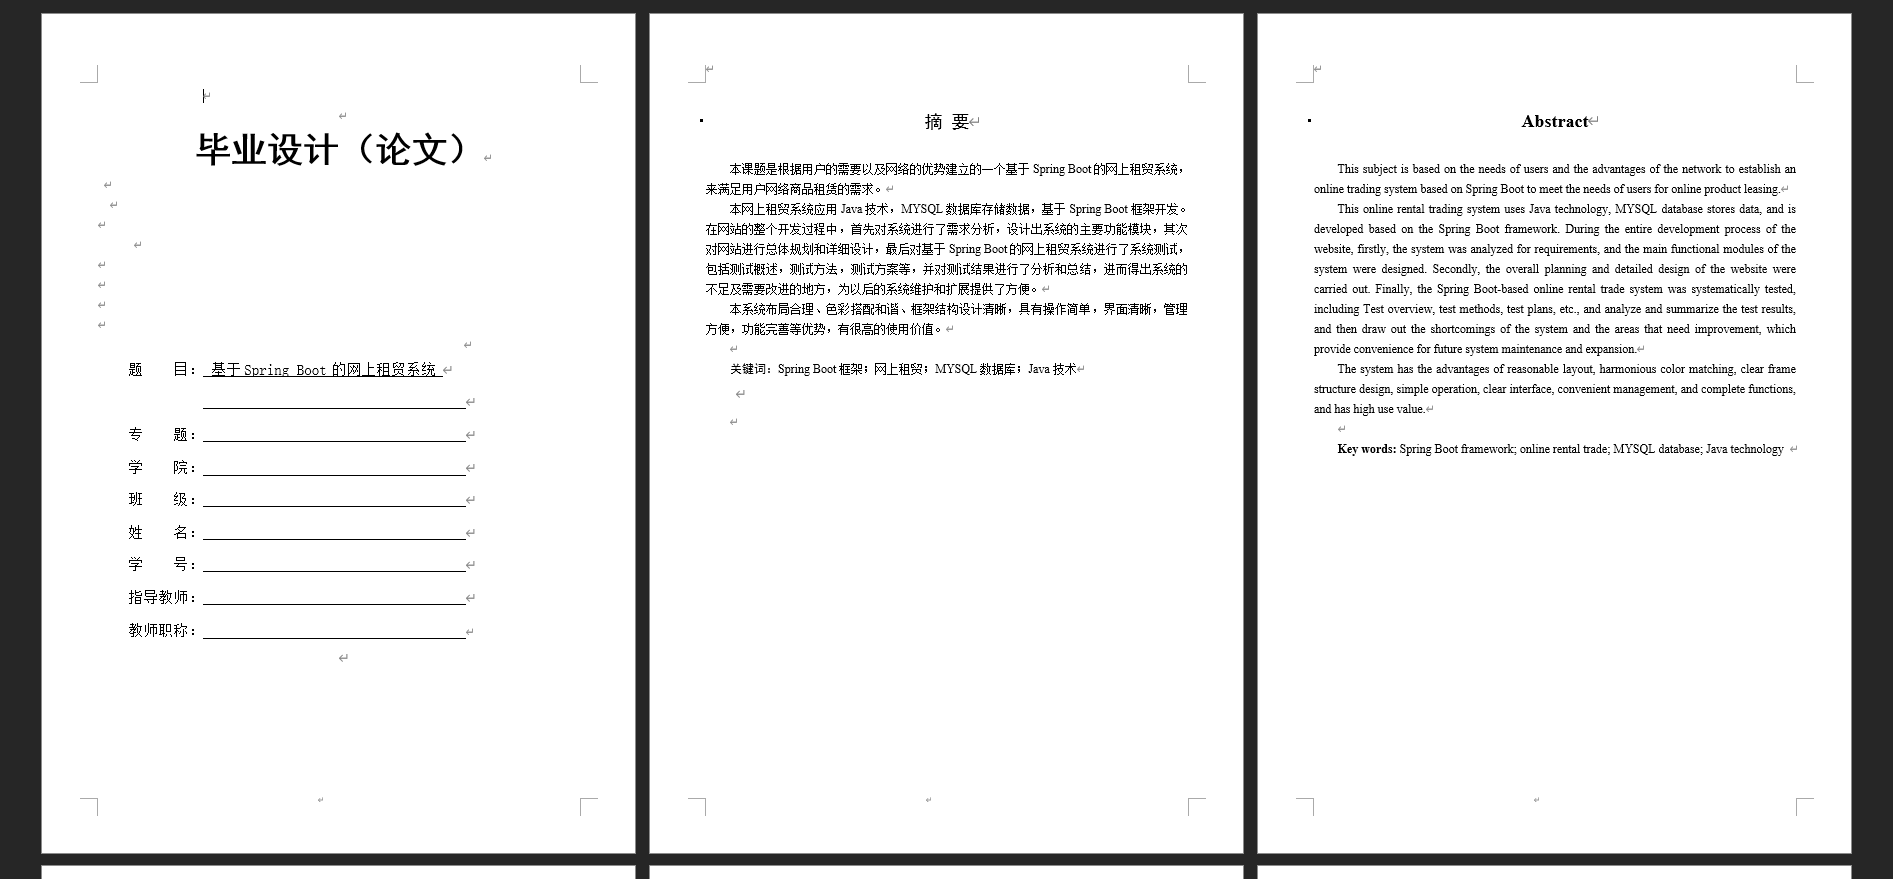 毕业设计（论文）
题　　目： 基于Spring Boot 的网上租贸系统
专　　题：
学　　院：
班　　级：
姓　　名：
学　　号：
指导教师：
教师职称：
摘 要
本课题是根据用户的需要以及网络的优势建立的一个基于 Spring Boot的网上租贸系统，
来满足用户网络商品租赁的需求。
本网上租贸系统应用 Java技术，MYSQL 数据库存储数据，基于 Spring Boot 框架开发。
在网站的整个开发过程中，首先对系统进行了需求分析，设计出系统的主要功能模块，其次
对网站进行总体规划和详细设计，最后对基于 Spring Boot的网上租贸系统进行了系统测试，
包括测试概述，测试方法，测试方案等，并对测试结果进行了分析和总结，进而得出系统的
不足及需要改进的地方，为以后的系统维护和扩展提供了方便。
本系统布局合理、色彩搭配和谐、框架结构设计清晰，具有操作简单，界面清晰，管理
方便，功能完善等优势，有很高的使用价值。
关键词：Spring Boot 框架；网上租贸；MYSQL 数据库；Java 技术
Abstract
This subject is based on the needs of users and the advantages of the network to establish an
online trading system based on Spring Boot to meet the needs of users for online product leasing.
This online rental trading system uses Java technology, MYSQL database stores data, and is
developed based on the Spring Boot framework. During the entire development process of the
website, firstly, the system was analyzed for requirements, and the main functional modules of the
system were designed. Secondly, the overall planning and detailed design of the website were
carried out. Finally, the Spring Boot-based online rental trade system was systematically tested,
including Test overview, test methods, test plans, etc., and analyze and summarize the test results,
and then draw out the shortcomings of the system and the areas that need improvement, which
provide convenience for future system maintenance and expansion.
The system has the advantages of reasonable layout, harmonious color matching, clear frame
structure design, simple operation, clear interface, convenient management, and complete functions,
and has high use value.
Key words: Spring Boot framework; online rental trade; MYSQL database; Java technology